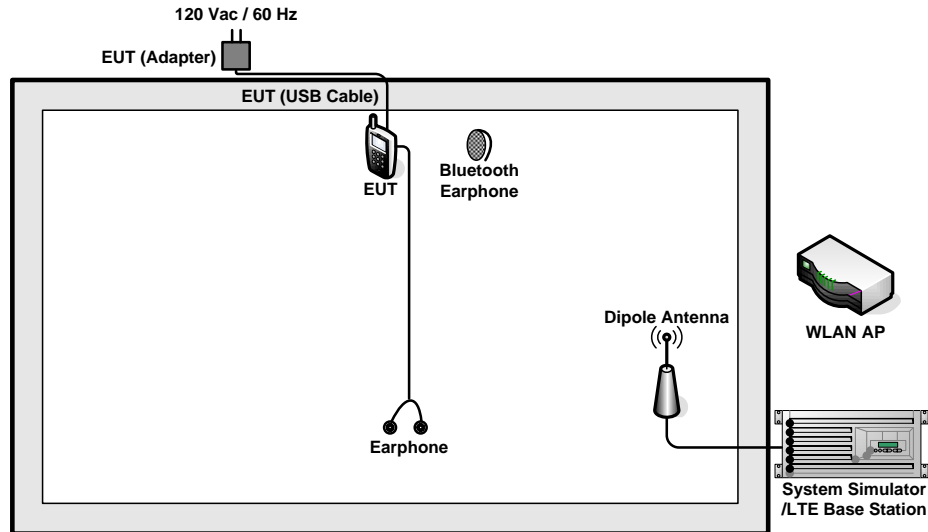 120 Vac / 60 Hz
EUT (Adapter)
EUT (USB Cable)
EUT
Bluetooth
Earphone
Dipole Antenna
WLAN AP
Earphone
System Simulator
/LTE Base Station